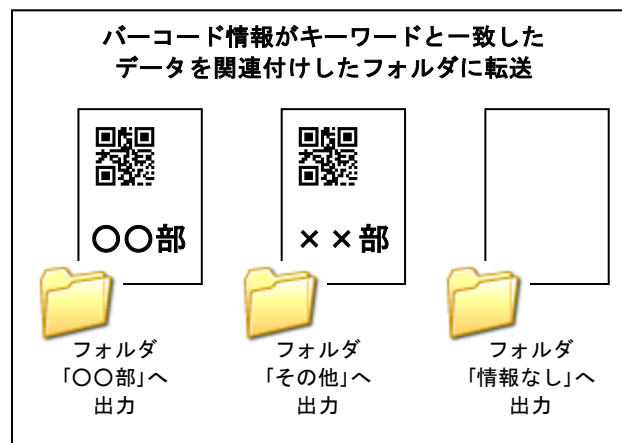 バーコード情報がキーワードと一致した
データを関連付けしたフォルダに転送
〇〇部
××部
フォルダ
「〇〇部」へ
出力
フォルダ
「その他」へ
出力
フォルダ
「情報なし」へ
出力